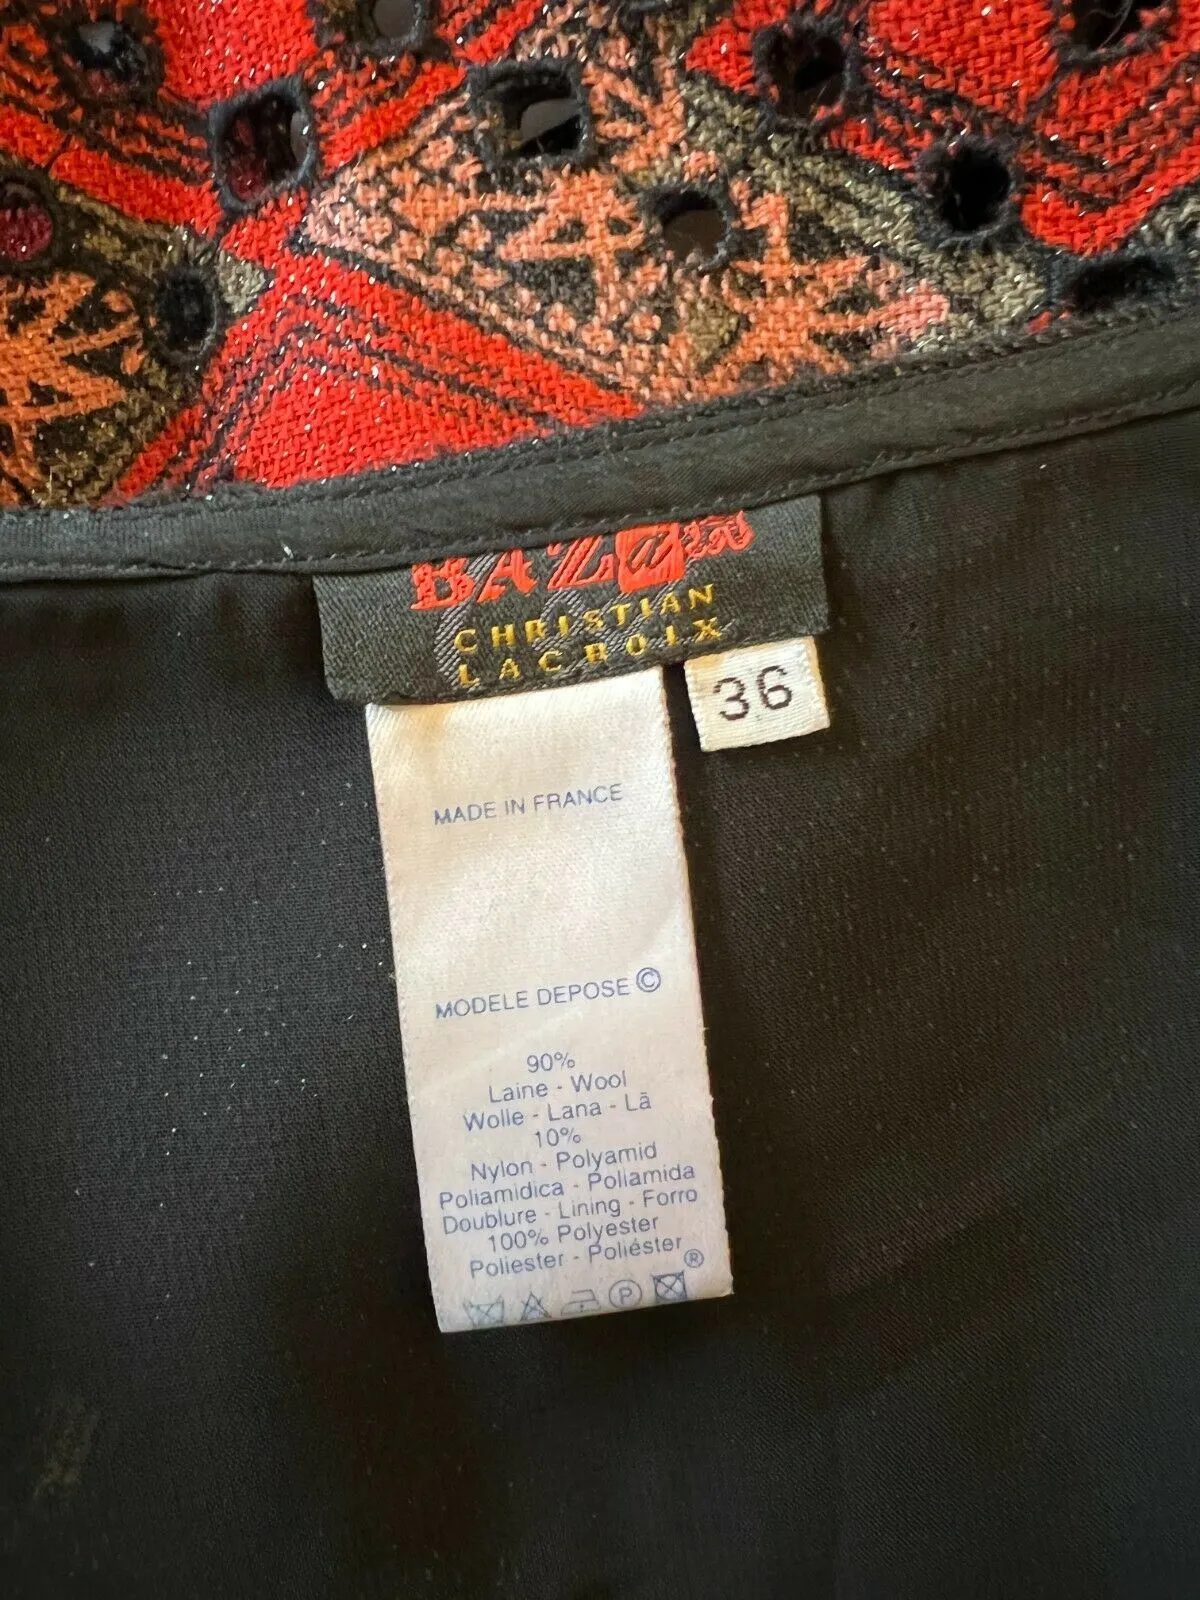 BAZar
CHRISTIAN
LACROIX
36
MADE IN FRANCE
MODELE DEPOSE ©
90%
Laine - Wool
Wolle - Lana - Lã
10%
Nylon - Polyamid
Poliamidica - Poliamida
Doublure - Lining - Forro
100% Polyester
Poliester - Poliéster
®
P